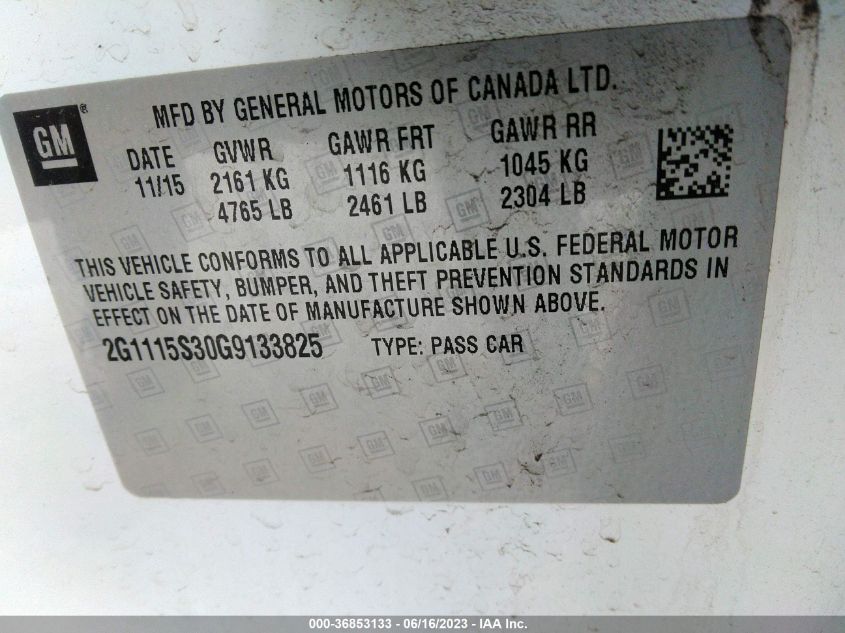 GM ®
MFD BY GENERAL MOTORS OF CANADA LTD.
DATE GVWR GAWR FRT GAWR RR
11/15 2161 KG 1116 KG 1045 KG
4765 LB 2461 LB 2304 LB
THIS VEHICLE CONFORMS TO ALL APPLICABLE U.S. FEDERAL MOTOR
VEHICLE SAFETY, BUMPER, AND THEFT PREVENTION STANDARDS IN
EFFECT ON THE DATE OF MANUFACTURE SHOWN ABOVE.
2G1115S30G9133825 TYPE: PASS CAR
000-36853133 - 06/16/2023 - IAA Inc.